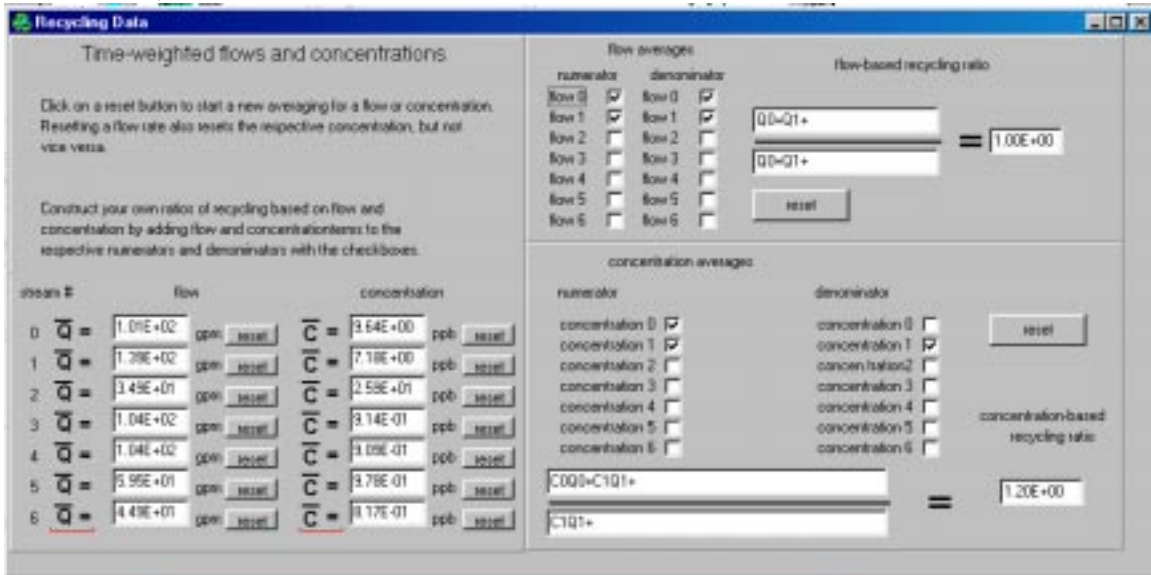 Recycling Data
Time-weighted flows and concentrations
Click on a reset button to start a new averaging for a flow or concentration.
Resetting a flow rate also resets the respective concentration, but not
vice versa.
Construct your own ratios of recycling based on flow and
concentration by adding flow and concentrationterms to the
respective numerators and denominators with the checkboxes.
stream # flow concentration
0 Q = 1.01E+02 gpm reset C = 9.64E+00 ppb reset
1 Q = 1.39E+02 gpm reset C = 7.18E+00 ppb reset
2 Q = 3.49E+01 gpm reset C = 2.59E+01 ppb reset
3 Q = 1.04E+02 gpm reset C = 9.14E-01 ppb reset
4 Q = 1.04E+02 gpm reset C = 9.09E-01 ppb reset
5 Q = 5.95E+01 gpm reset C = 9.78E-01 ppb reset
6 Q = 4.49E+01 gpm reset C = 8.17E-01 ppb reset
flow averages
numerator denominator
flow 0 flow 0
flow 1 flow 1
flow 2 flow 2
flow 3 flow 3
flow 4 flow 4
flow 5 flow 5
flow 6 flow 6
flow-based recycling ratio
Q0+Q1+
= 1.00E+00
Q0+Q1+
reset
concentration averages
numerator denominator
concentration 0 concentration 0
concentration 1 concentration 1
concentration 2 concen.tration2
concentration 3 concentration 3
concentration 4 concentration 4
concentration 5 concentration 5
concentration 6 concentration 6
reset
concentration-based
recycling ratio
C0Q0+C1Q1+
= 1.20E+00
C1Q1+